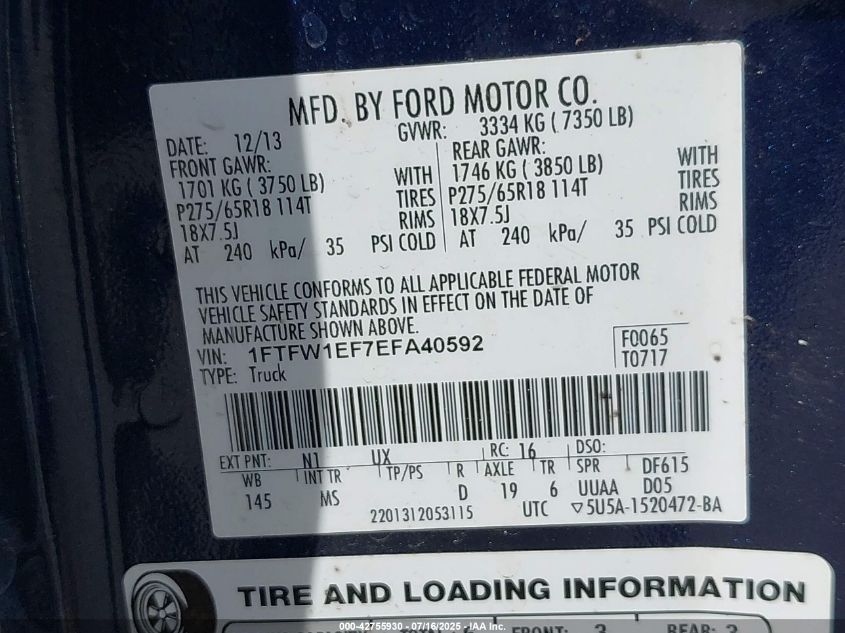 MFD. BY FORD MOTOR CO.
DATE: 12/13
GVWR: 3334 KG ( 7350 LB)
FRONT GAWR:
1701 KG ( 3750 LB) WITH
P275/65R18 114T TIRES
18X7.5J RIMS
AT 240 kPa/ 35 PSI COLD
REAR GAWR:
1746 KG ( 3850 LB) WITH
P275/65R18 114T TIRES
18X7.5J RIMS
AT 240 kPa/ 35 PSI COLD
THIS VEHICLE CONFORMS TO ALL APPLICABLE FEDERAL MOTOR
VEHICLE SAFETY STANDARDS IN EFFECT ON THE DATE OF
MANUFACTURE SHOWN ABOVE.
VIN: 1FTFW1EF7EFA40592
TYPE: Truck
F0065
T0717
EXT PNT: N1 UX RC: 16 DSO:
WB INT TR TP/PS R AXLE TR SPR DF615
145 MS D 19 6 UUAA D05
2201312053115 UTC ▽5U5A-1520472-BA
TIRE AND LOADING INFORMATION
FRONT: 3 REAR: 3
000-42755930 - 07/16/2025 - IAA Inc.